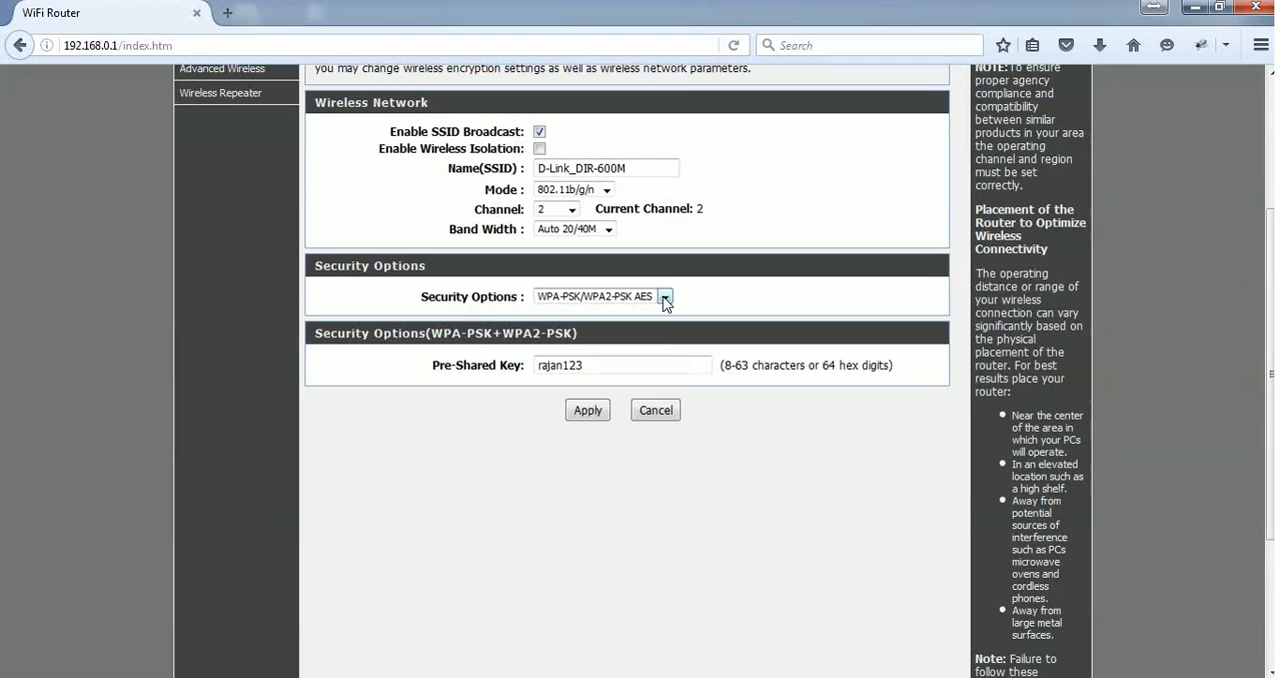 WiFi Router
192.168.0.1/index.htm
Search
Advanced Wireless
Wireless Repeater
you may change wireless encryption settings as well as wireless network parameters.
Wireless Network
Enable SSID Broadcast:
Enable Wireless Isolation:
Name(SSID) : D-Link_DIR-600M
Mode : 802.11b/g/n
Channel: 2 Current Channel: 2
Band Width : Auto 20/40M
Security Options
Security Options : WPA-PSK/WPA2-PSK AES
Security Options(WPA-PSK+WPA2-PSK)
Pre-Shared Key: rajan123 (8-63 characters or 64 hex digits)
Apply Cancel
NOTE:To ensure
proper agency
compliance and
compatibility
between similar
products in your area
the operating
channel and region
must be set
correctly.
Placement of the
Router to Optimize
Wireless
Connectivity
The operating
distance or range of
your wireless
connection can vary
significantly based on
the physical
placement of the
router. For best
results place your
router:
Near the center
of the area in
which your PCs
will operate.
In an elevated
location such as
a high shelf.
Away from
potential
sources of
interference
such as PCs
microwave
ovens and
cordless
phones.
Away from
large metal
surfaces.
Note: Failure to
follow these